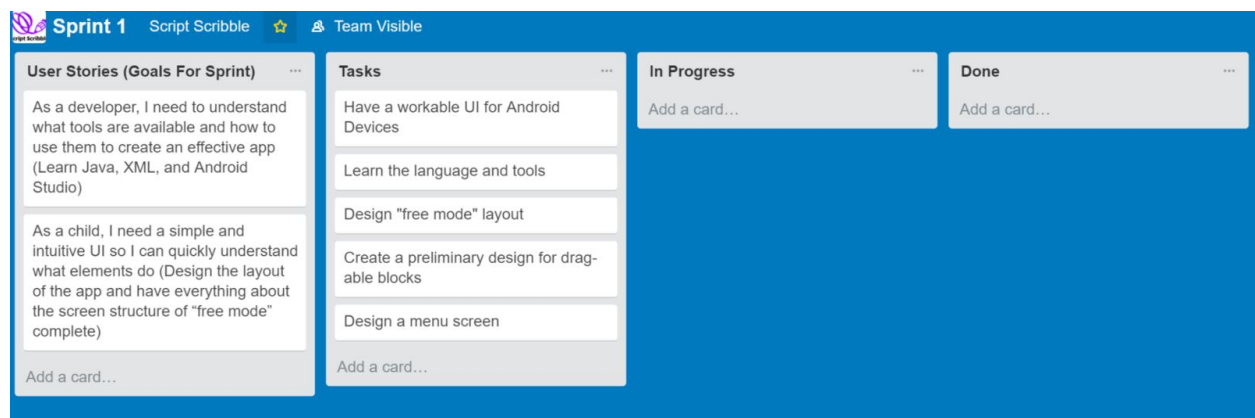 Script Scribble
Sprint 1 Script Scribble Team Visible
User Stories (Goals For Sprint)
As a developer, I need to understand
what tools are available and how to
use them to create an effective app
(Learn Java, XML, and Android
Studio)
As a child, I need a simple and
intuitive UI so I can quickly understand
what elements do (Design the layout
of the app and have everything about
the screen structure of “free mode”
complete)
Add a card…
Tasks
Have a workable UI for Android
Devices
Learn the language and tools
Design "free mode" layout
Create a preliminary design for drag-
able blocks
Design a menu screen
Add a card…
In Progress
Add a card…
Done
Add a card…